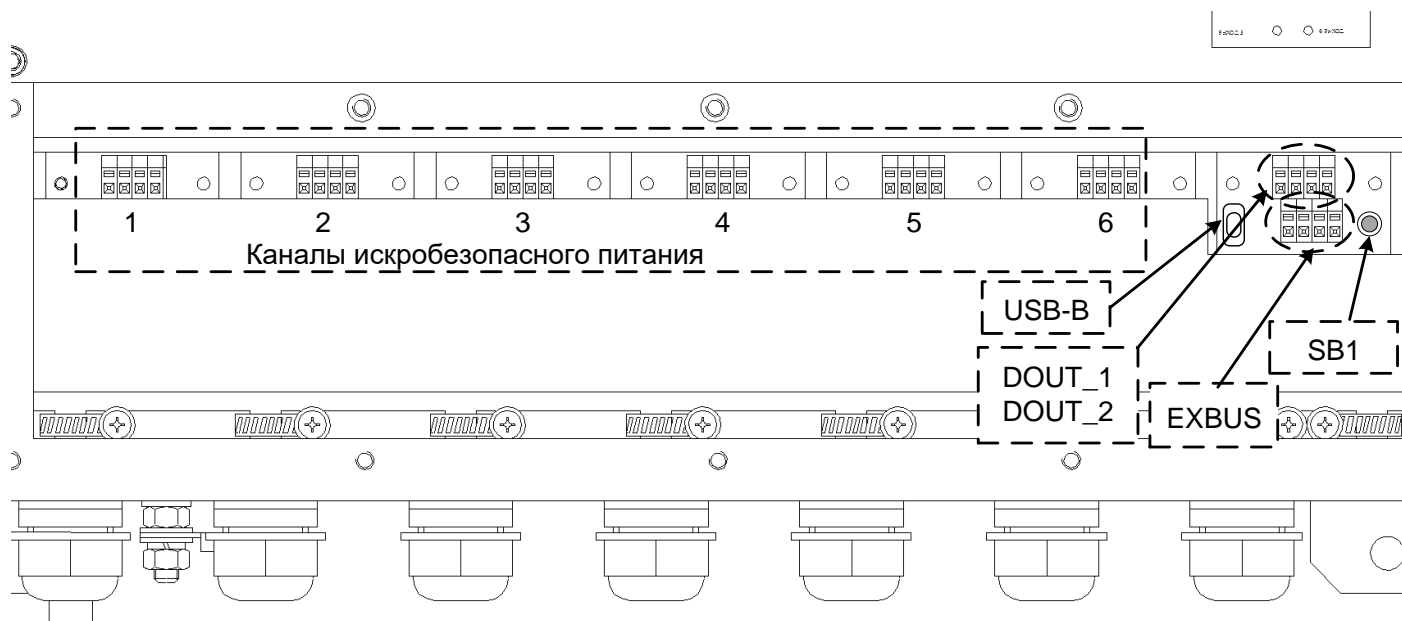 1 2 3 4 5 6
Каналы искробезопасного питания
USB-B
DOUT_1
DOUT_2
EXBUS
SB1